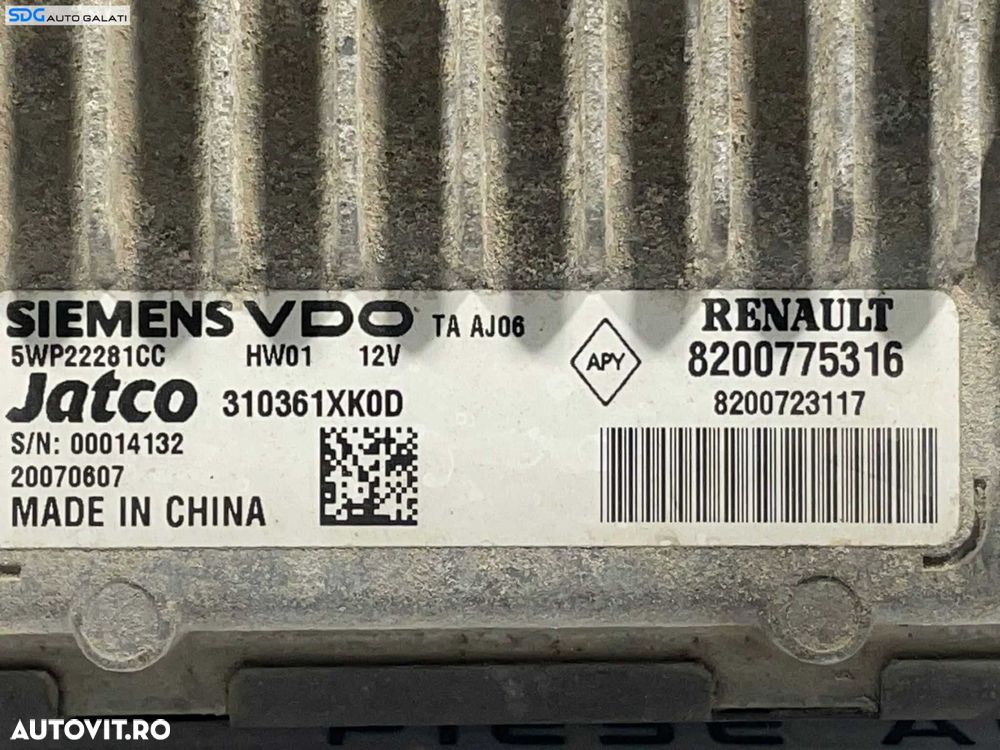 SDG AUTO GALATI
SIEMENS VDO TA AJ06
5WP22281CC HW01 12V
Jatco 310361XK0D
S/N: 00014132
20070607
MADE IN CHINA
APY
RENAULT
8200775316
8200723117
AUTOVIT.RO
PIESE A